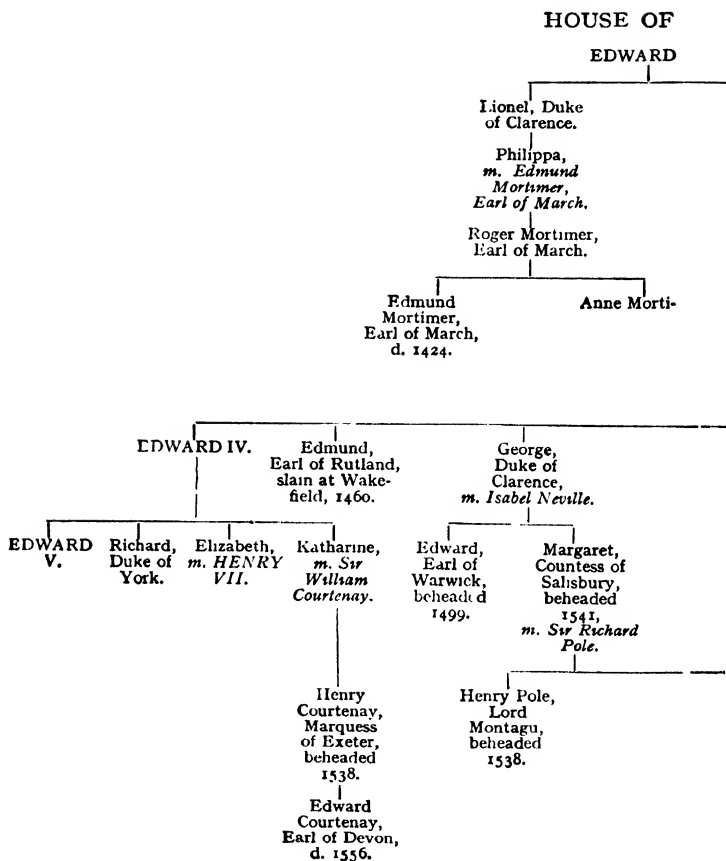 HOUSE OF
EDWARD
Lionel, Duke
of Clarence.
Philippa,
m. Edmund
Mortimer,
Earl of March.
Roger Mortimer,
Earl of March.
Edmund
Mortimer,
Earl of March,
d. 1424.
Anne Morti-
EDWARD IV.
Edmund,
Earl of Rutland,
slain at Wake-
field, 1460.
George,
Duke of
Clarence,
m. Isabel Neville.
EDWARD
V.
Richard,
Duke of
York.
Elizabeth,
m. HENRY
VII.
Katharine,
m. Sir
William
Courtenay.
Edward,
Earl of
Warwick,
beheaded
1499.
Margaret,
Countess of
Salisbury,
beheaded
1541,
m. Sir Richard
Pole.
Henry
Courtenay,
Marquess
of Exeter,
beheaded
1538.
Henry Pole,
Lord
Montagu,
beheaded
1538.
Edward
Courtenay,
Earl of Devon,
d. 1556.